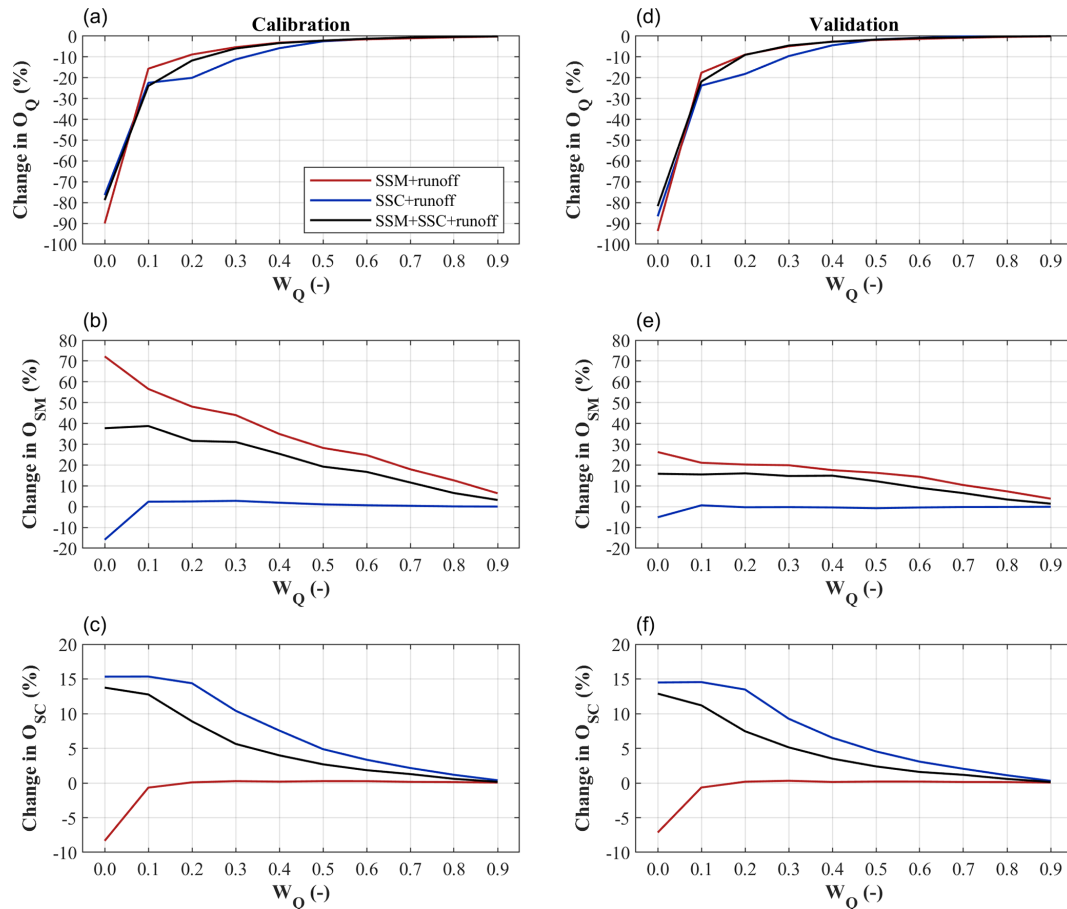 (a)
Calibration
Change in O_Q (%)
0
-10
-20
-30
-40
-50
-60
-70
-80
-90
-100
SSM+runoff
SSC+runoff
SSM+SSC+runoff
0.0 0.1 0.2 0.3 0.4 0.5 0.6 0.7 0.8 0.9
W_Q (-)
(d)
Validation
Change in O_Q (%)
0
-10
-20
-30
-40
-50
-60
-70
-80
-90
-100
0.0 0.1 0.2 0.3 0.4 0.5 0.6 0.7 0.8 0.9
W_Q (-)
(b)
Change in O_SM (%)
80
70
60
50
40
30
20
10
0
-10
-20
0.0 0.1 0.2 0.3 0.4 0.5 0.6 0.7 0.8 0.9
W_Q (-)
(e)
Change in O_SM (%)
80
70
60
50
40
30
20
10
0
-10
-20
0.0 0.1 0.2 0.3 0.4 0.5 0.6 0.7 0.8 0.9
W_Q (-)
(c)
Change in O_SC (%)
20
15
10
5
0
-5
-10
0.0 0.1 0.2 0.3 0.4 0.5 0.6 0.7 0.8 0.9
W_Q (-)
(f)
Change in O_SC (%)
20
15
10
5
0
-5
-10
0.0 0.1 0.2 0.3 0.4 0.5 0.6 0.7 0.8 0.9
W_Q (-)